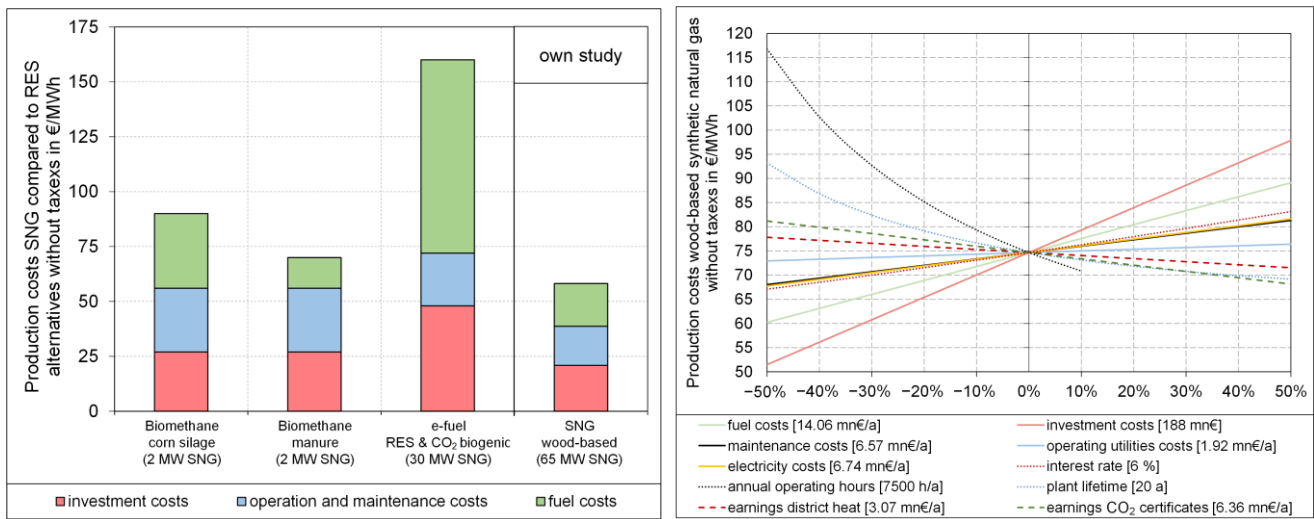 Production costs SNG compared to RES
alternatives without taxexs in €/MWh
175
150
125
100
75
50
25
0
own study
Biomethane
corn silage
(2 MW SNG)
Biomethane
manure
(2 MW SNG)
e-fuel
RES & CO₂ biogenic
(30 MW SNG)
SNG
wood-based
(65 MW SNG)
investment costs
operation and maintenance costs
fuel costs
Production costs wood-based synthetic natural gas
without taxexs in €/MWh
120
115
110
105
100
95
90
85
80
75
70
65
60
55
50
−50% −40% −30% −20% −10% 0% 10% 20% 30% 40% 50%
fuel costs [14.06 mn€/a]
investment costs [188 mn€]
maintenance costs [6.57 mn€/a]
operating utilities costs [1.92 mn€/a]
electricity costs [6.74 mn€/a]
interest rate [6 %]
annual operating hours [7500 h/a]
plant lifetime [20 a]
earnings district heat [3.07 mn€/a]
earnings CO₂ certificates [6.36 mn€/a]